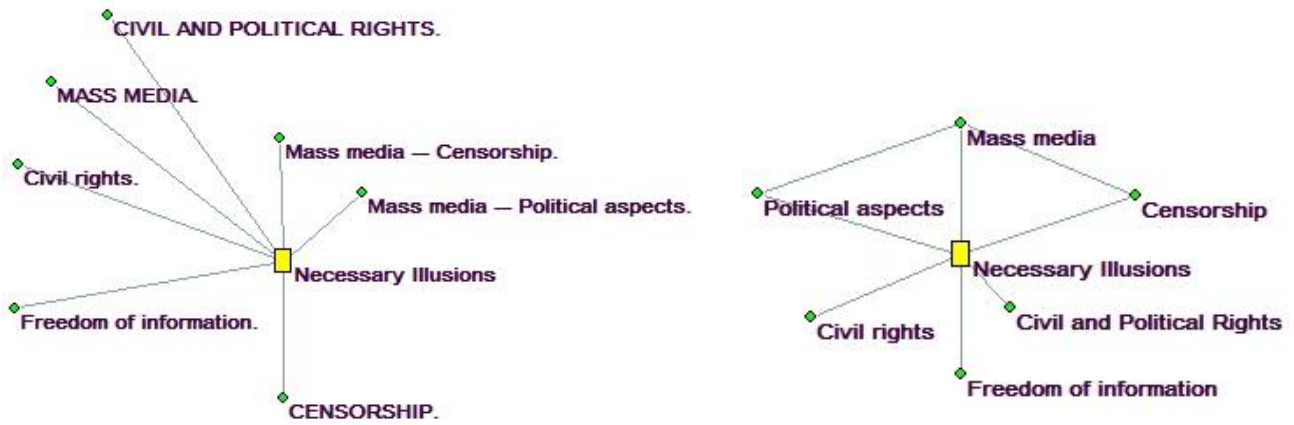 CIVIL AND POLITICAL RIGHTS.
MASS MEDIA.
Mass media — Censorship.
Civil rights.
Mass media — Political aspects.
Necessary Illusions
Freedom of information.
CENSORSHIP.
Mass media
Political aspects
Censorship
Necessary Illusions
Civil rights
Civil and Political Rights
Freedom of information